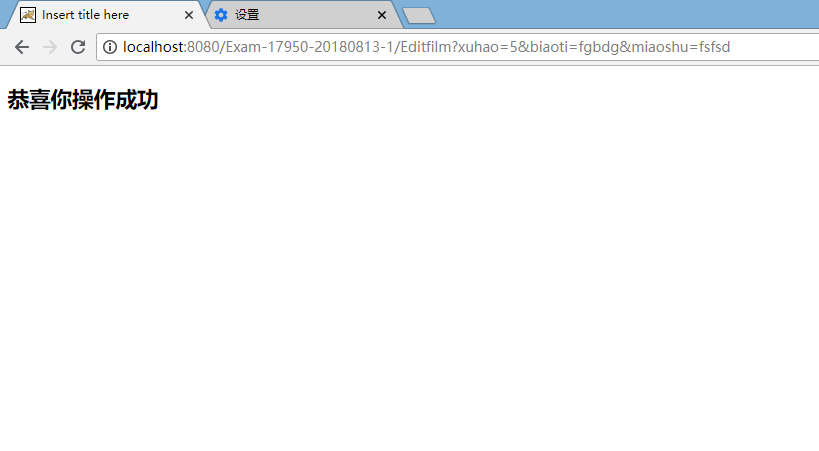 Insert title here
设置
localhost:8080/Exam-17950-20180813-1/Editfilm?xuhao=5&biaoti=fgbdg&miaoshu=fsfsd
恭喜你操作成功